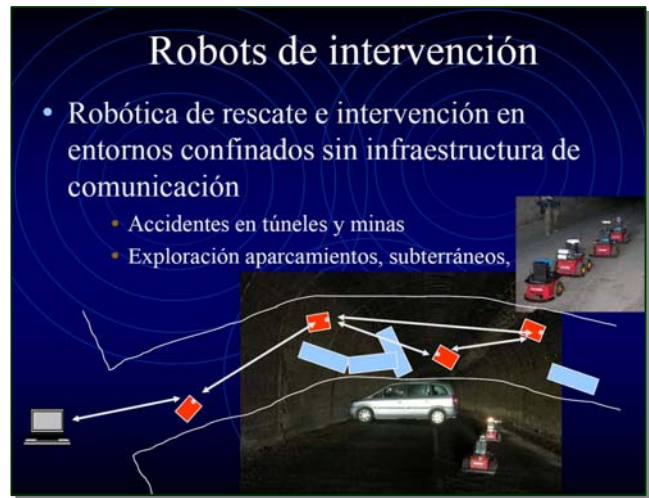 Robots de intervención
• Robótica de rescate e intervención en
entornos confinados sin infraestructura de
comunicación
• Accidentes en túneles y minas
• Exploración aparcamientos, subterráneos,